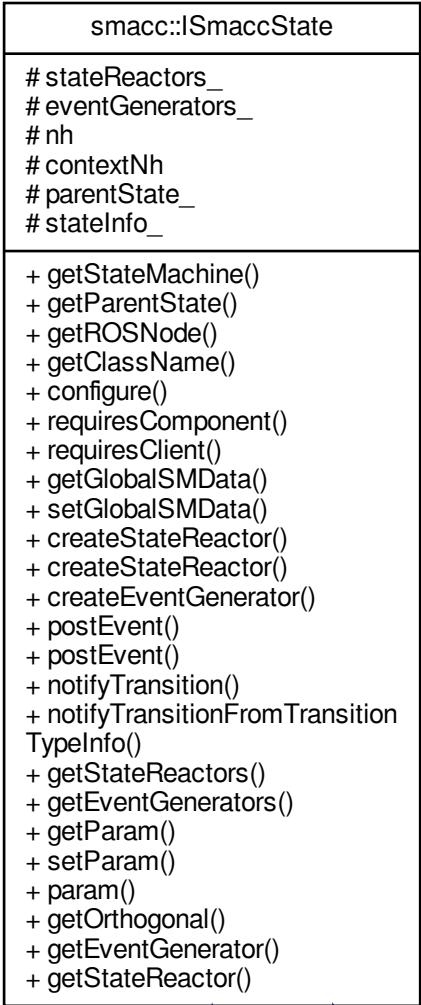 smacc::ISmaccState
# stateReactors_
# eventGenerators_
# nh
# contextNh
# parentState_
# stateInfo_
+ getStateMachine()
+ getParentState()
+ getROSNode()
+ getClassName()
+ configure()
+ requiresComponent()
+ requiresClient()
+ getGlobalSMData()
+ setGlobalSMData()
+ createStateReactor()
+ createStateReactor()
+ createEventGenerator()
+ postEvent()
+ postEvent()
+ notifyTransition()
+ notifyTransitionFromTransition
TypeInfo()
+ getStateReactors()
+ getEventGenerators()
+ getParam()
+ setParam()
+ param()
+ getOrthogonal()
+ getEventGenerator()
+ getStateReactor()